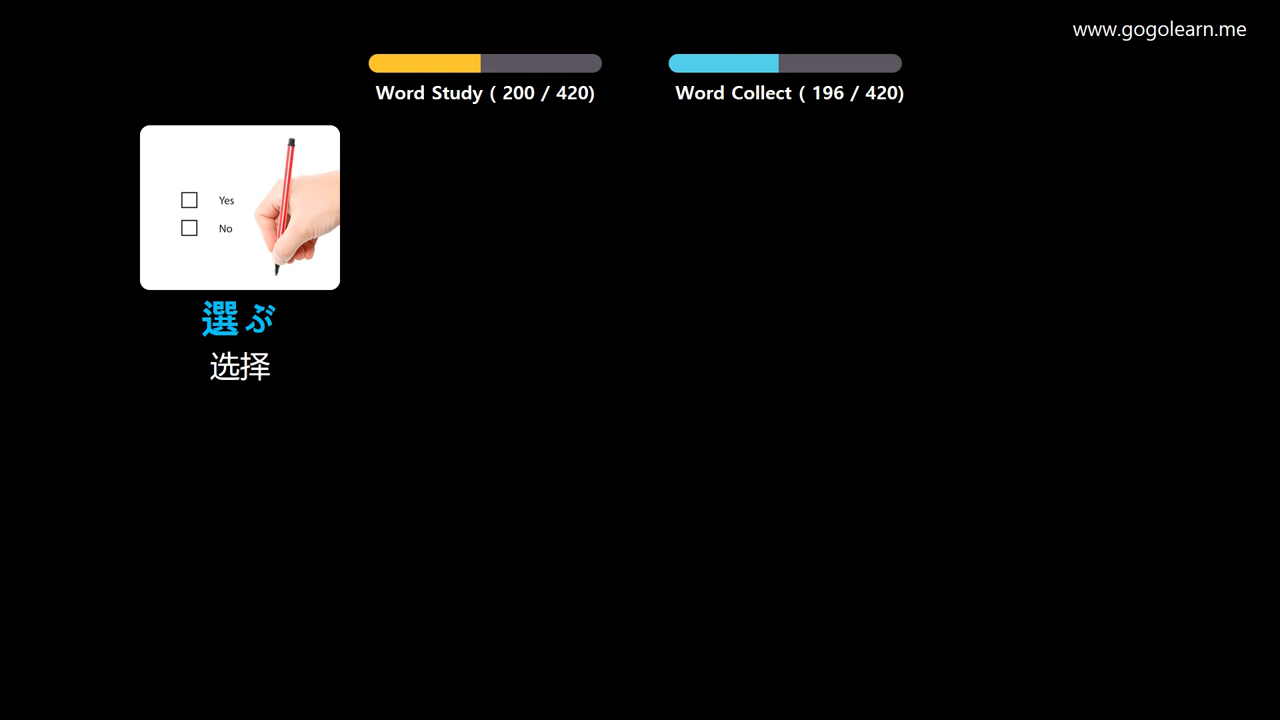 www.gogolearn.me
Word Study ( 200 / 420)
Word Collect ( 196 / 420)
Yes
No
選ぶ
选择